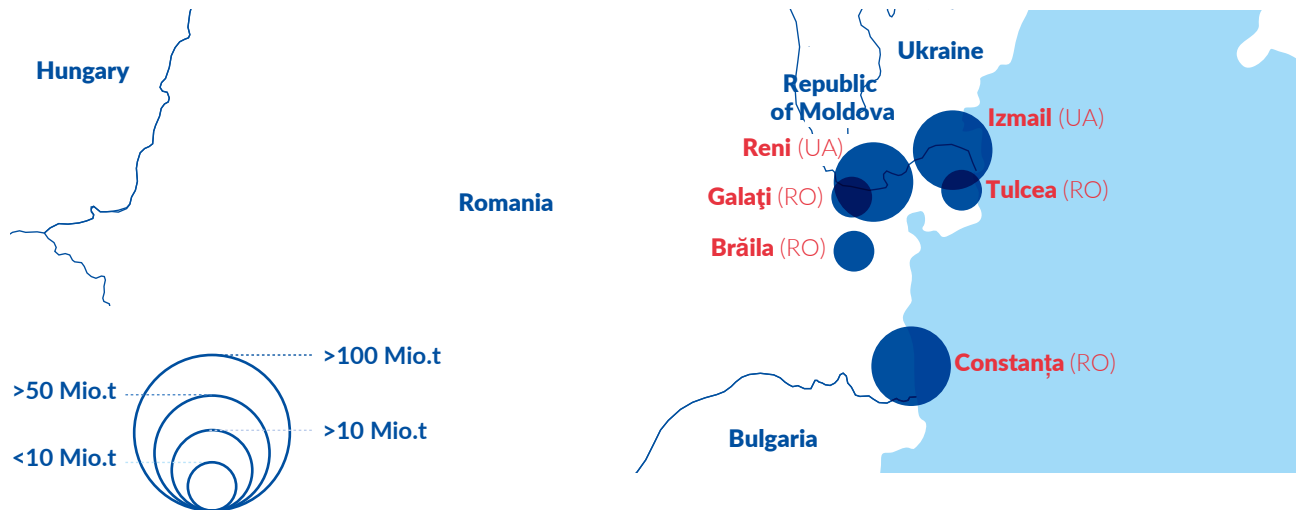 Hungary
Ukraine
Republic
of Moldova
Izmail (UA)
Reni (UA)
Galaţi (RO)
Tulcea (RO)
Romania
Brăila (RO)
>100 Mio.t
Constanța (RO)
>50 Mio.t
>10 Mio.t
Bulgaria
<10 Mio.t